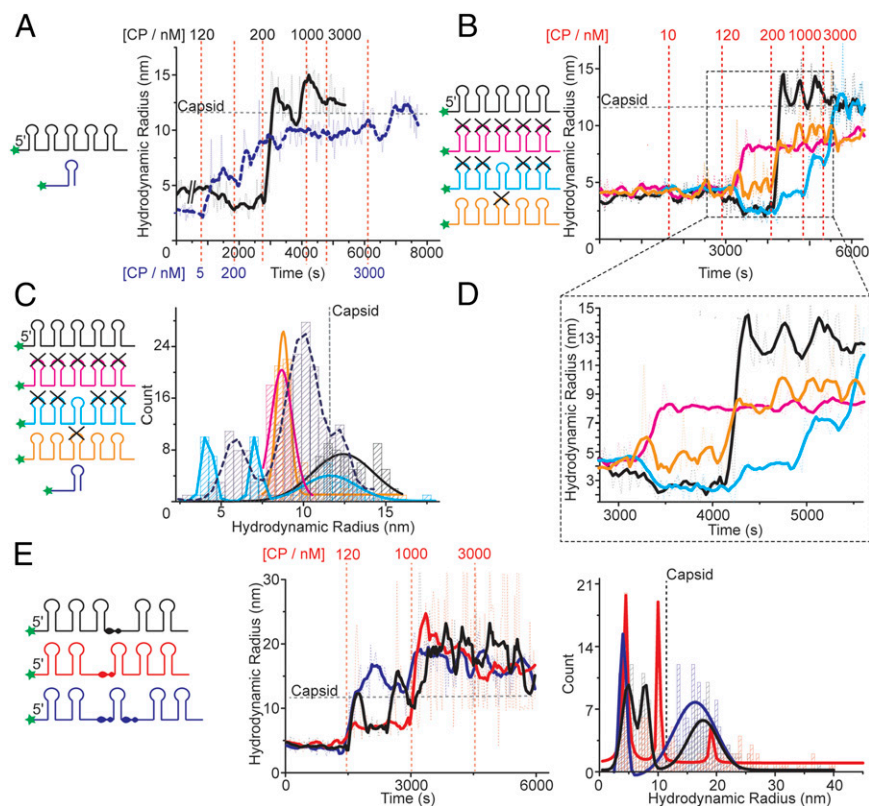 A
[CP / nM] 120 200 1000 3000
15
10
5
Hydrodynamic Radius (nm)
Capsid
5'
0 2000 4000 6000 8000
Time (s)
[CP / nM] 5 200 3000
B
[CP / nM] 10 120 200 1000 3000
15
10
5
Hydrodynamic Radius (nm)
Capsid
5'
3000 6000
Time (s)
C
5'
Capsid
24
16
8
0
Count
5 10 15
Hydrodynamic Radius (nm)
D
15
13
11
9
7
5
3
Hydrodynamic Radius (nm)
3000 4000 5000
Time (s)
E
5'
5'
5'
[CP / nM] 120 1000 3000
30
20
10
0
Hydrodynamic Radius (nm)
Capsid
0 3000 6000
Time (s)
Capsid
21
14
7
0
Count
0 10 20 30 40
Hydrodynamic Radius (nm)